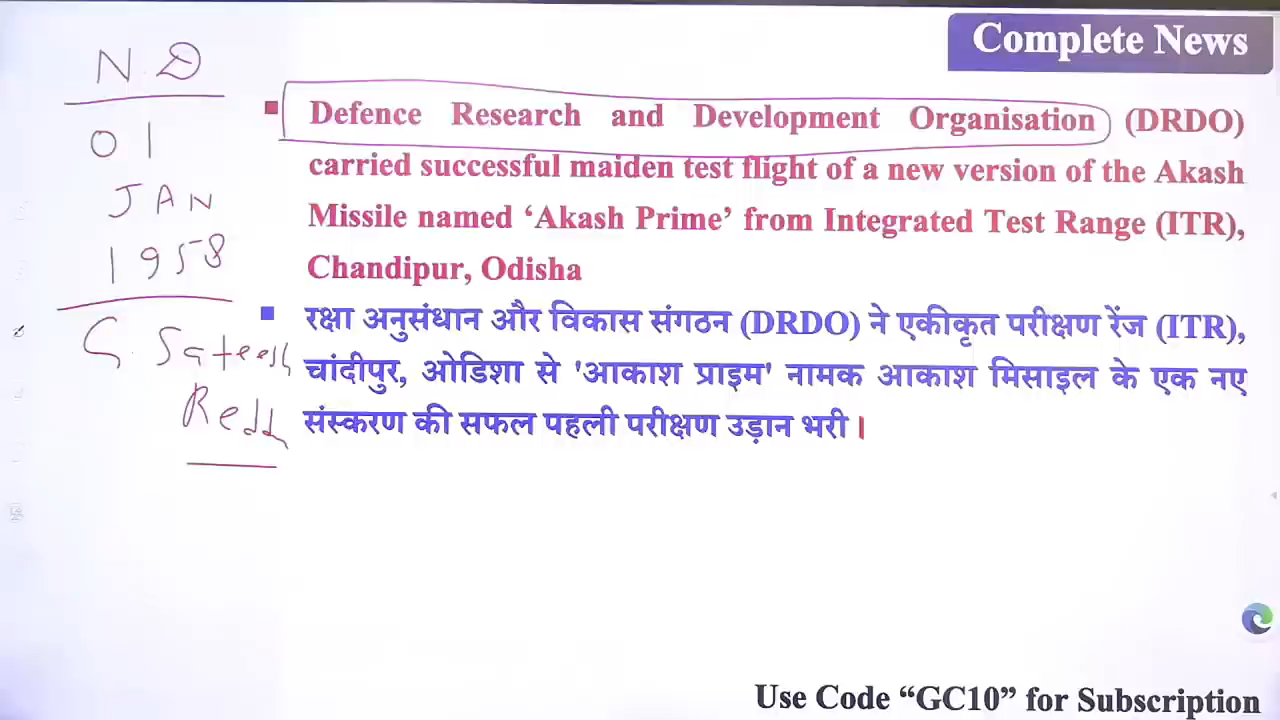 Complete News
N D
01
JAN
1958
G. Sateesh
Redd
Defence Research and Development Organisation (DRDO)
carried successful maiden test flight of a new version of the Akash
Missile named ‘Akash Prime’ from Integrated Test Range (ITR),
Chandipur, Odisha
रक्षा अनुसंधान और विकास संगठन (DRDO) ने एकीकृत परीक्षण रेंज (ITR),
चांदीपुर, ओडिशा से 'आकाश प्राइम' नामक आकाश मिसाइल के एक नए
संस्करण की सफल पहली परीक्षण उड़ान भरी।
Use Code “GC10” for Subscription